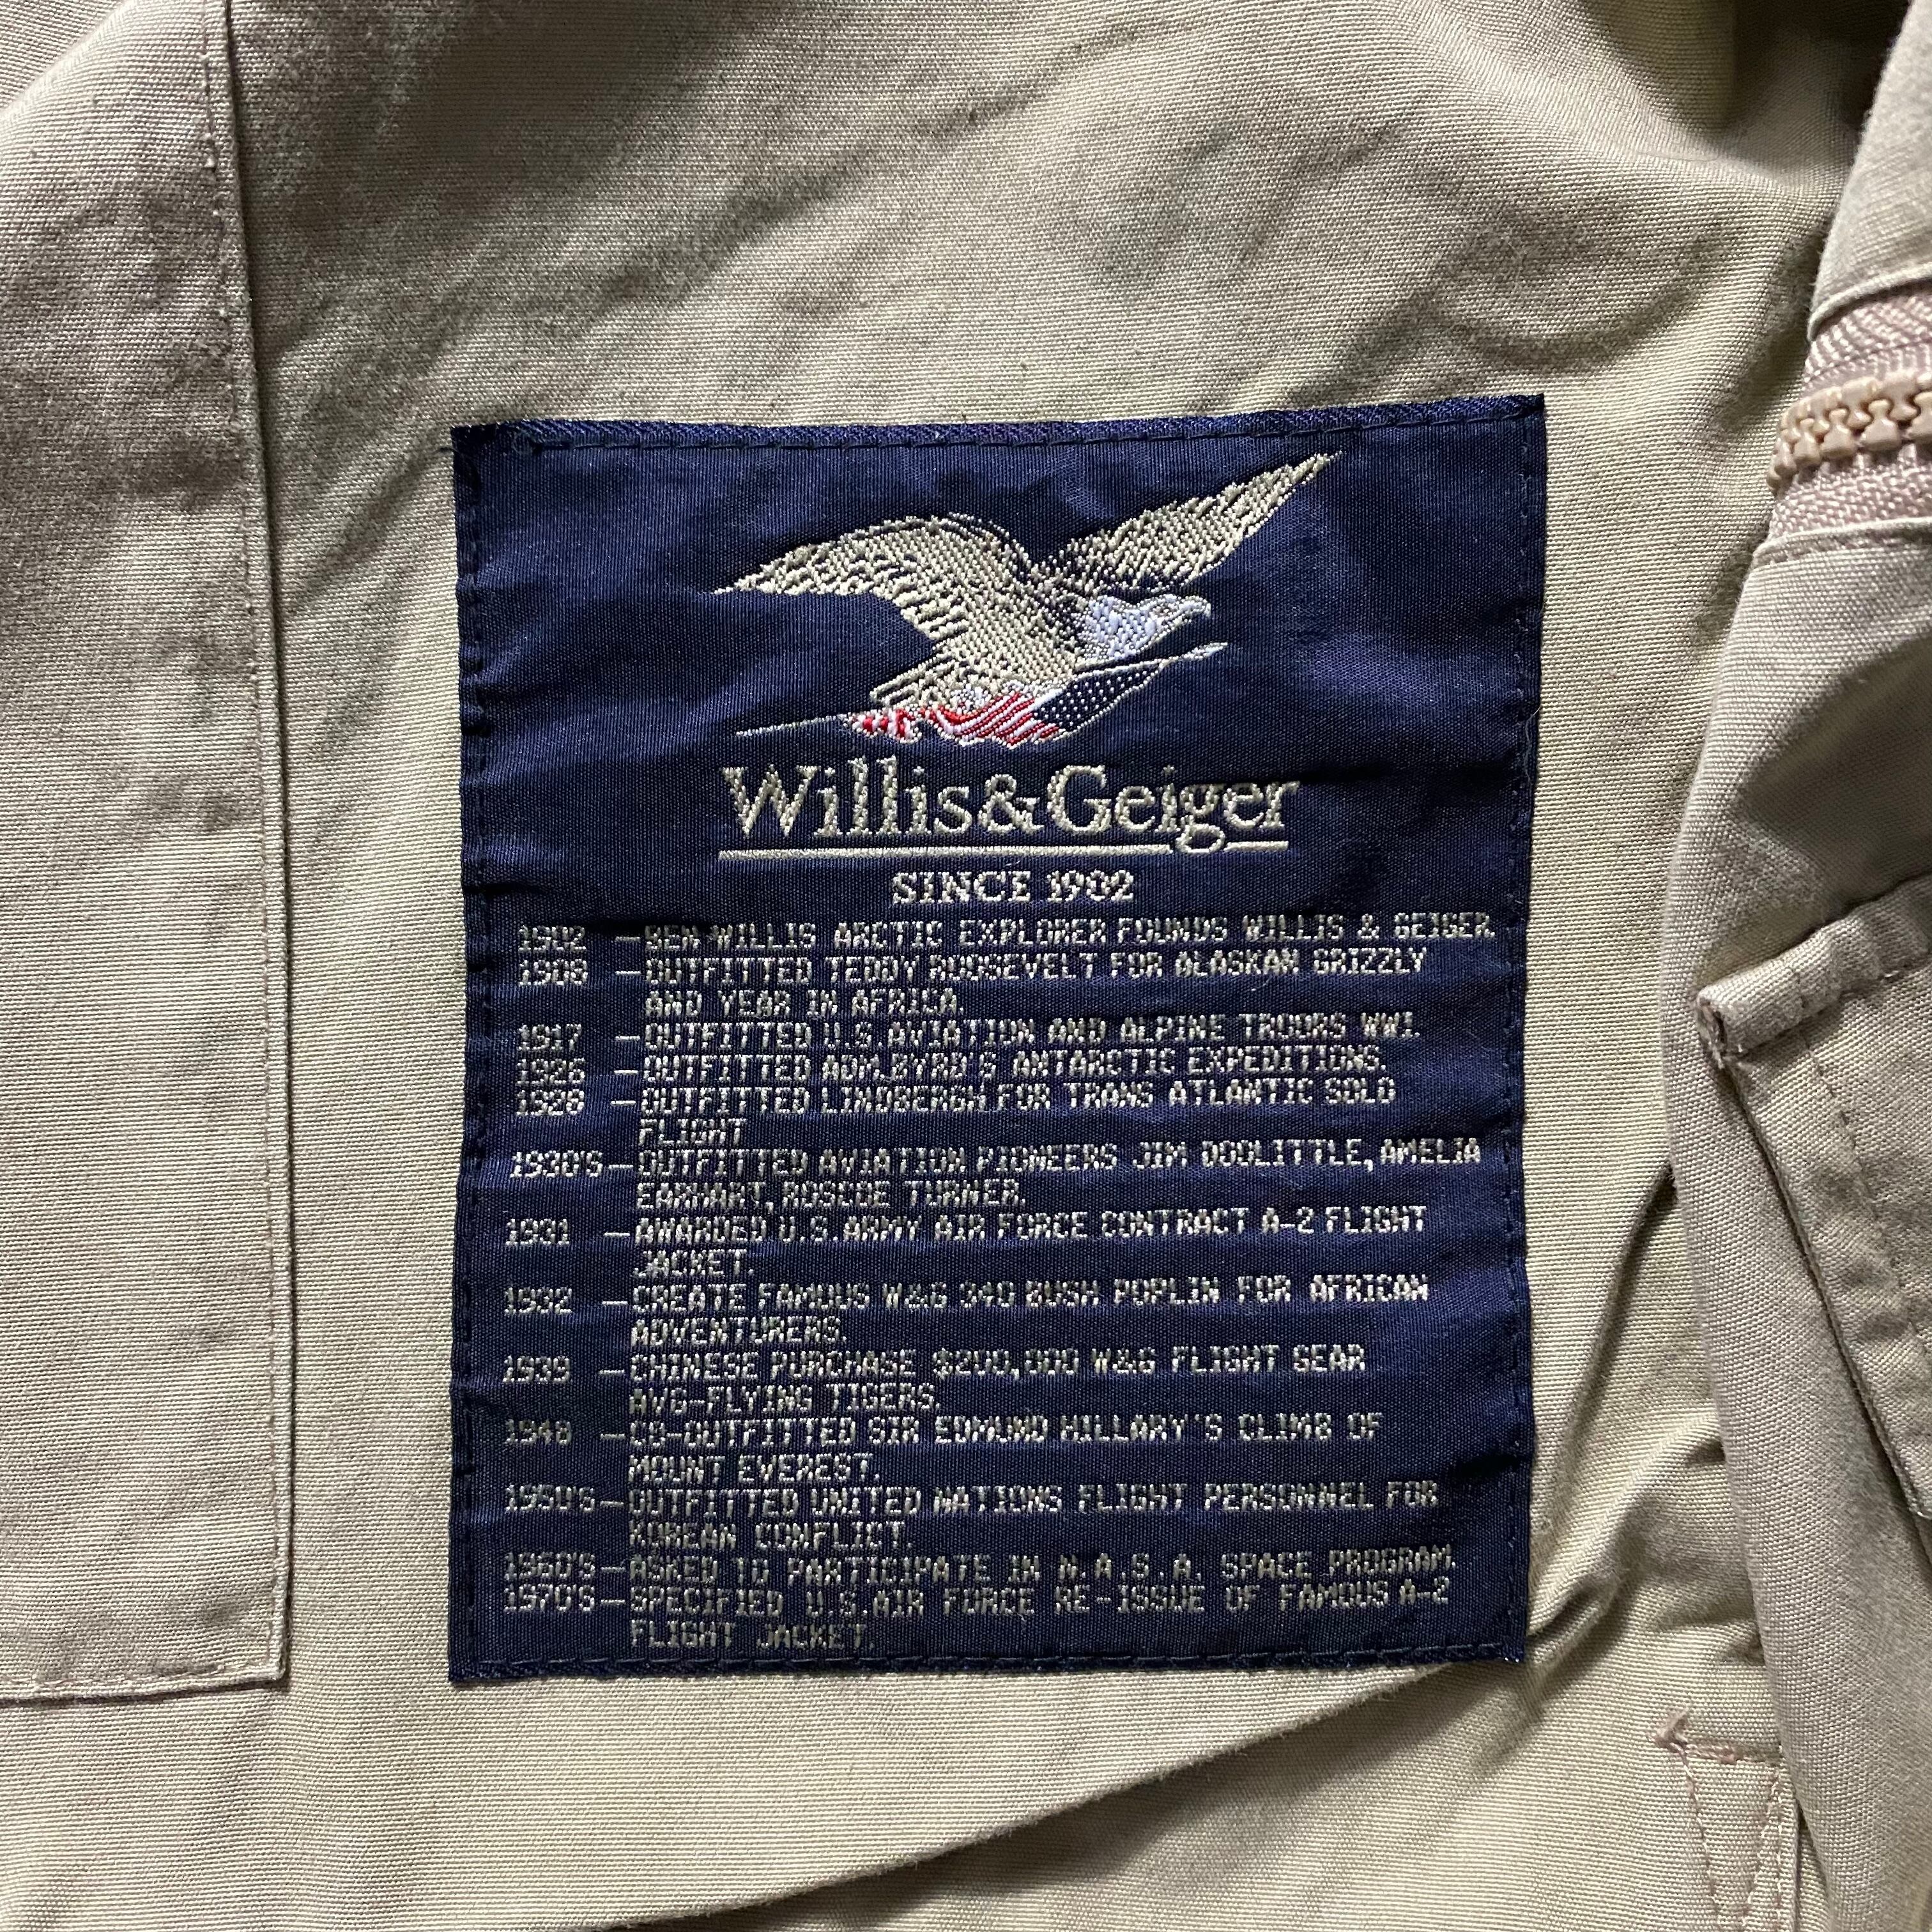 Willis & Geiger
SINCE 1902
1902 - BEN WILLIS ARCTIC EXPLORER FOUNDS WILLIS & GEIGER.
1908 - OUTFITTED TEDDY ROOSEVELT FOR ALASKAN GRIZZLY
AND YEAR IN AFRICA
1917 - OUTFITTED U.S. AVIATION AND ALPINE TROOPS WWI.
1926 - OUTFITTED ADM. BYRD'S ANTARCTIC EXPEDITIONS
1928 - OUTFITTED LINDBERGH FOR TRANS ATLANTIC SOLO
FLIGHT
1930'S - OUTFITTED AVIATION PIONEERS JIM DOOLITTLE, AMELIA
EARHART, ROSCOE TURNER.
1931 - AWARDED U.S. ARMY AIR FORCE CONTRACT A-2 FLIGHT
JACKET.
1932 - CREATE FAMOUS W&G 340 BUSH POPLIN FOR AFRICAN
ADVENTURERS.
1939 - CHINESE PURCHASE $200,000 W&G FLIGHT GEAR
AVG-FLYING TIGERS
1948 - CO-OUTFITTED SIR EDMUND HILLARY'S CLIMB OF
MOUNT EVEREST.
1950'S - OUTFITTED UNITED NATIONS FLIGHT PERSONNEL FOR
KOREAN CONFLICT
1960'S - ASKED TO PARTICIPATE IN N.A.S.A. SPACE PROGRAM.
1970'S - SPECIFIED U.S. AIR FORCE RE-ISSUE OF FAMOUS A-2
FLIGHT JACKET.